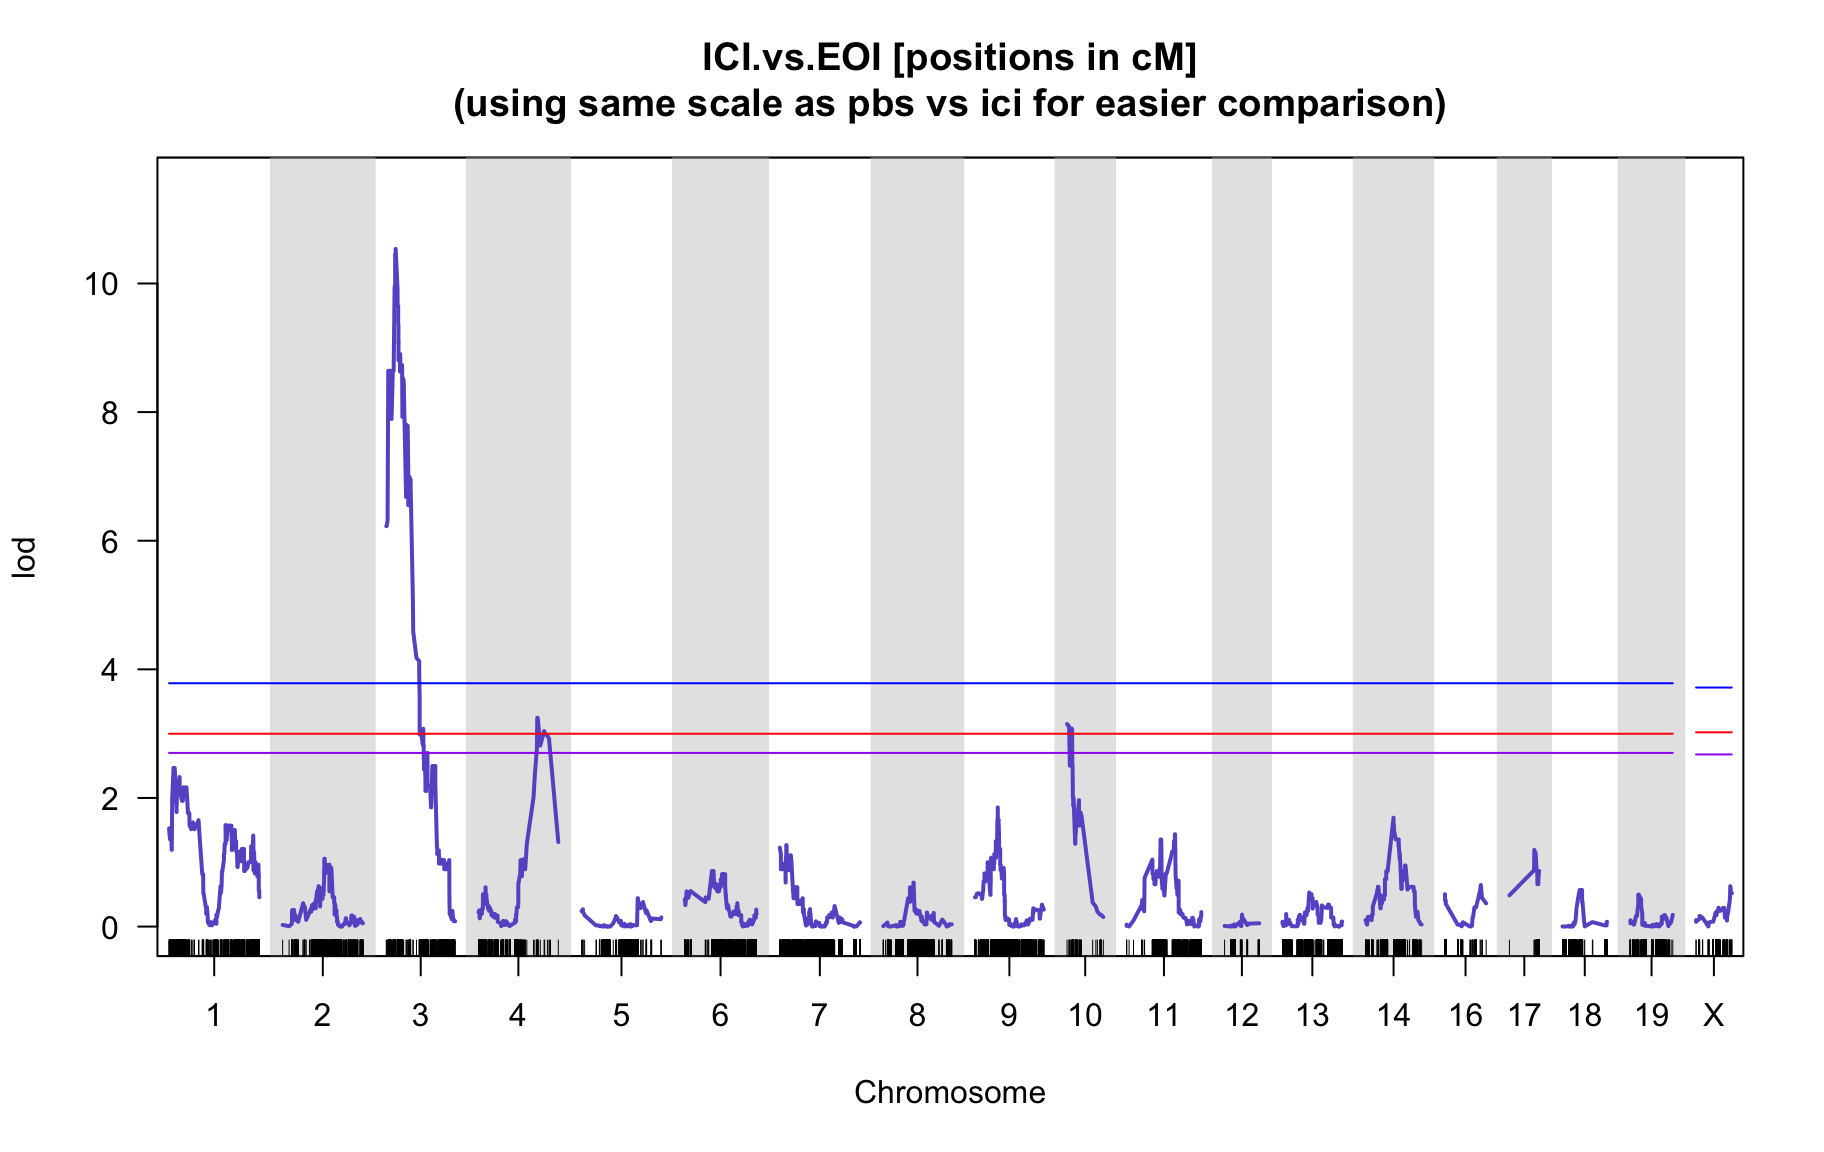 ICI.vs.EOI [positions in cM]
(using same scale as pbs vs ici for easier comparison)
10
8
6
4
2
0
lod
1 2 3 4 5 6 7 8 9 10 11 12 13 14 16 17 18 19 X
Chromosome